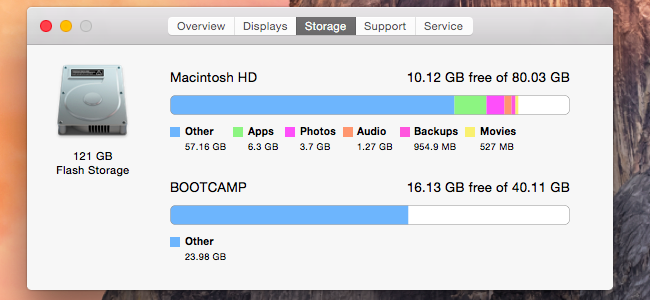 Overview Displays Storage Support Service
Macintosh HD 10.12 GB free of 80.03 GB
Other Apps Photos Audio Backups Movies
57.16 GB 6.3 GB 3.7 GB 1.27 GB 954.9 MB 527 MB
121 GB
Flash Storage
BOOTCAMP 16.13 GB free of 40.11 GB
Other
23.98 GB